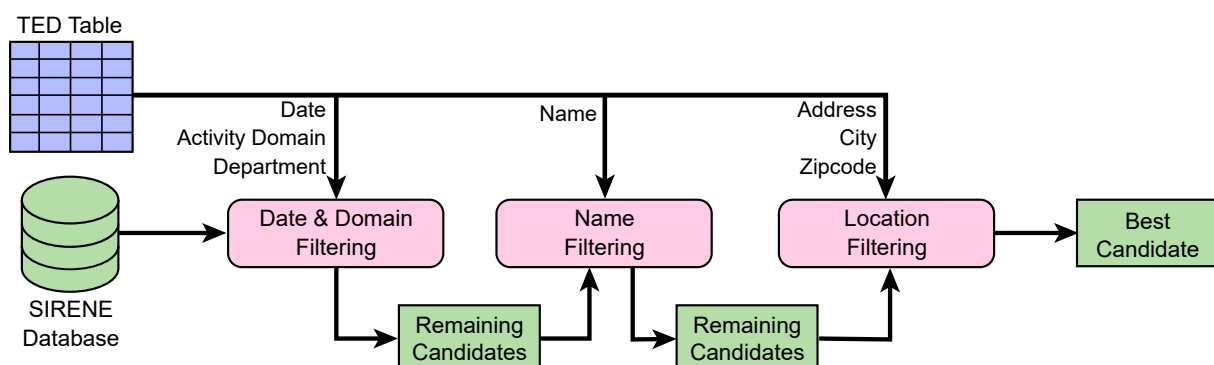 TED Table
Date
Activity Domain
Department
Name
Address
City
Zipcode
Date & Domain
Filtering
Name
Filtering
Location
Filtering
Best
Candidate
SIRENE
Database
Remaining
Candidates
Remaining
Candidates